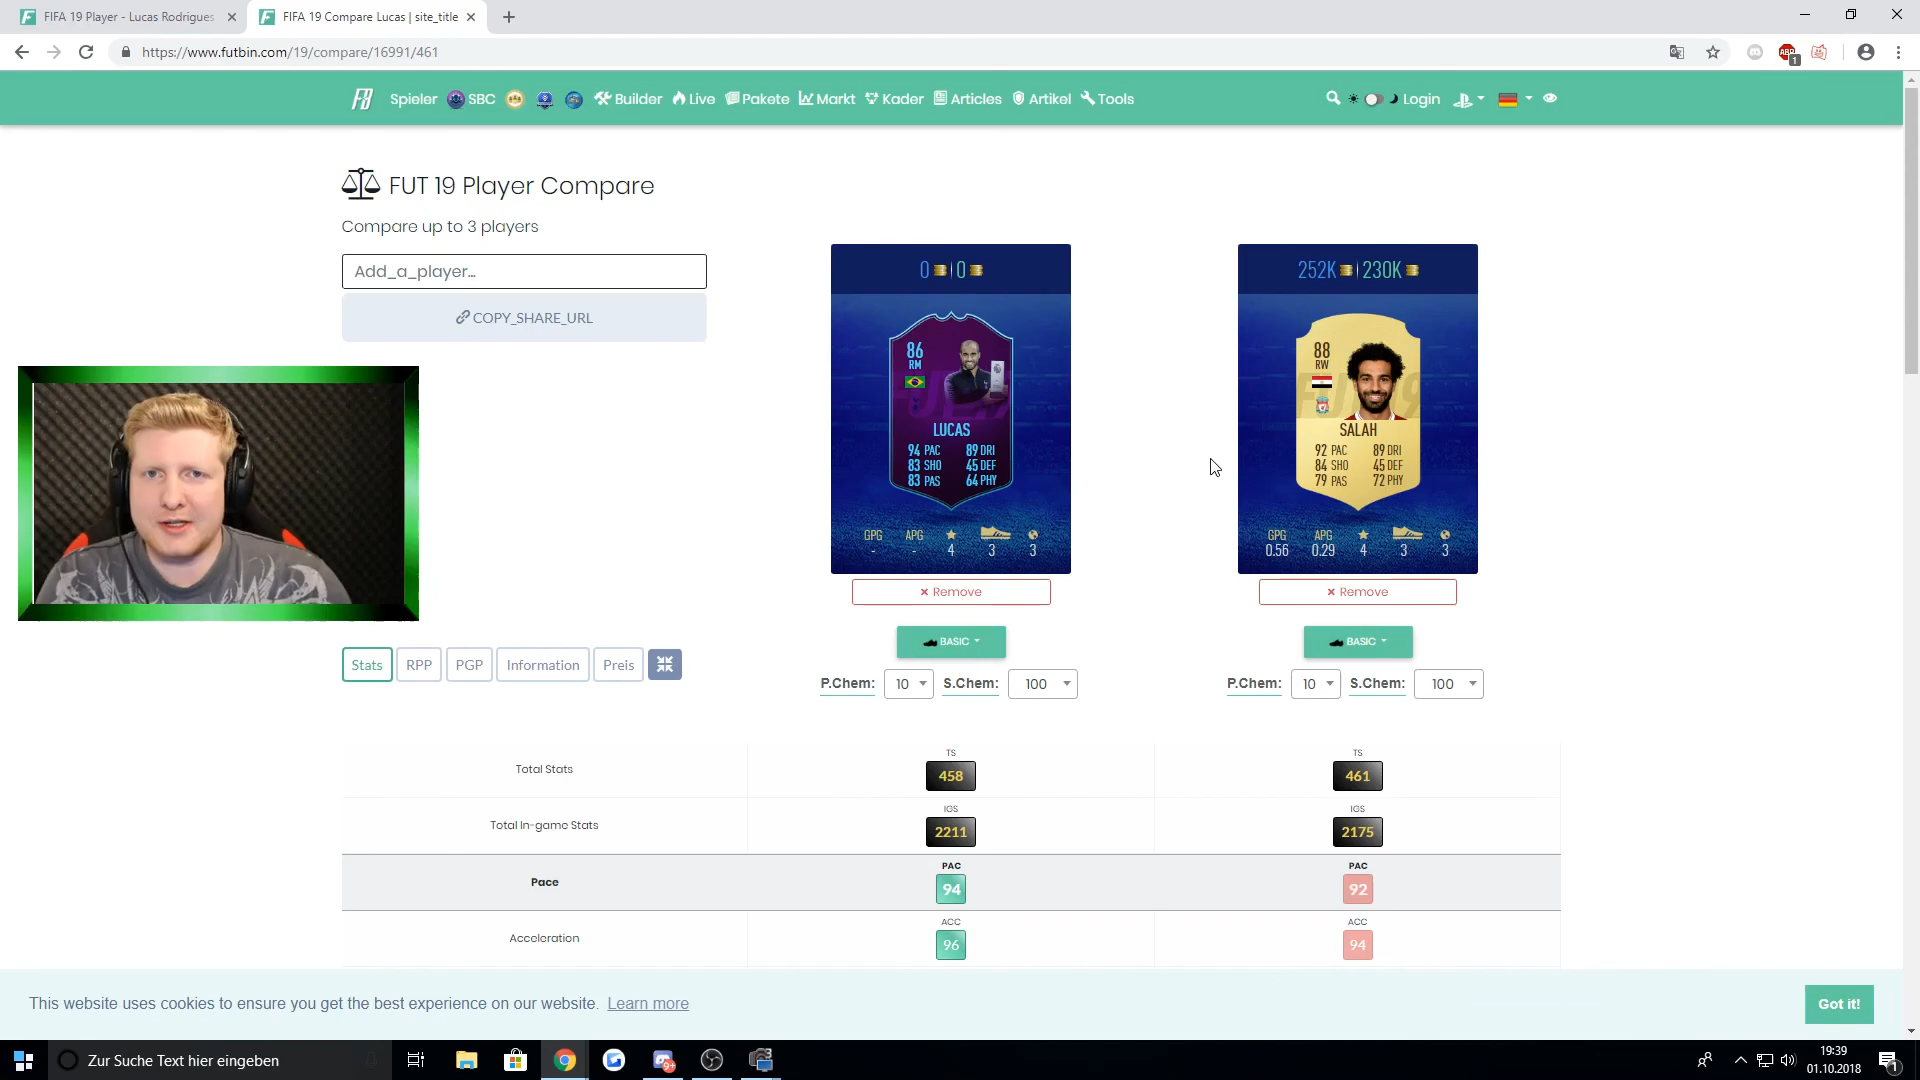 FIFA 19 Player - Lucas Rodrigues
FIFA 19 Compare Lucas | site_title
https://www.futbin.com/19/compare/16991/461
ABP 1
FB Spieler SBC Builder Live Pakete Markt Kader Articles Artikel Tools Login
FUT 19 Player Compare
Compare up to 3 players
Add_a_player...
COPY_SHARE_URL
0 | 0
86
RM
LUCAS
94 PAC 89 DRI
83 SHO 45 DEF
83 PAS 64 PHY
GPG APG
- - 4 3 3
Remove
BASIC
P.Chem: 10 S.Chem: 100
252K | 230K
88
RW
SALAH
92 PAC 89 DRI
84 SHO 45 DEF
79 PAS 72 PHY
GPG APG
0.56 0.29 4 3 3
Remove
BASIC
P.Chem: 10 S.Chem: 100
Stats RPP PGP Information Preis
TS TS
Total Stats 458 461
IGS IGS
Total In-game Stats 2211 2175
PAC PAC
Pace 94 92
ACC ACC
Acceleration 96 94
This website uses cookies to ensure you get the best experience on our website. Learn more
Got it!
Zur Suche Text hier eingeben
9+
19:39
01.10.2018
1